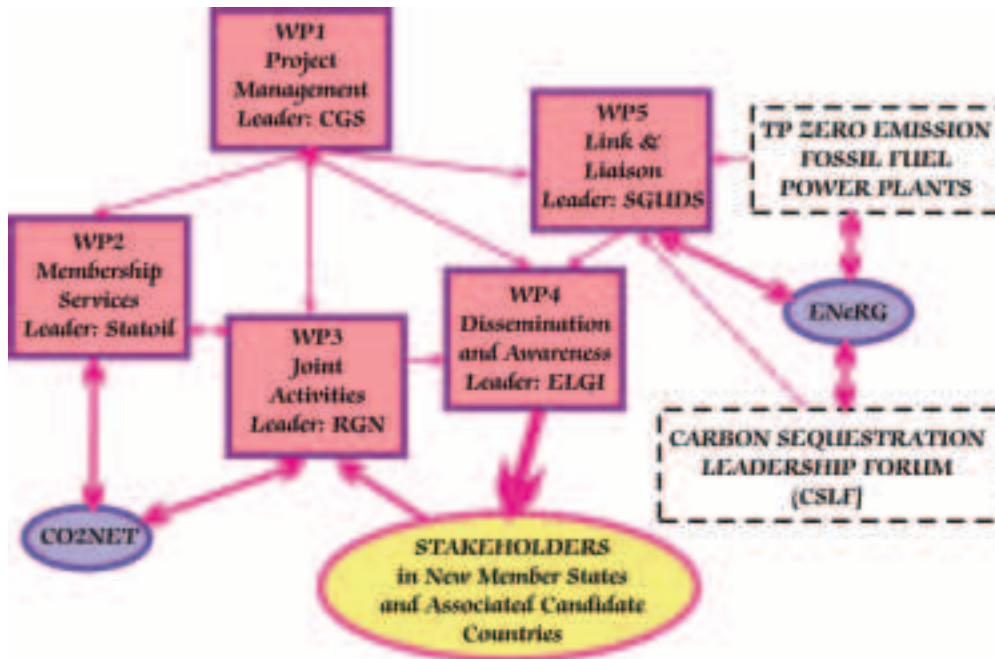 WP1
Project
Management
Leader: CGS
WP5
Link &
Liaison
Leader: SGUDS
TP ZERO EMISSION
FOSSIL FUEL
POWER PLANTS
WP2
Membership
Services
Leader: Statoil
WP3
Joint
Activities
Leader: RGN
WP4
Dissemination
and Awareness
Leader: ELGI
ENeRG
CARBON SEQUESTRATION
LEADERSHIP FORUM
(CSLF)
CO2NET
STAKEHOLDERS
in New Member States
and Associated Candidate
Countries